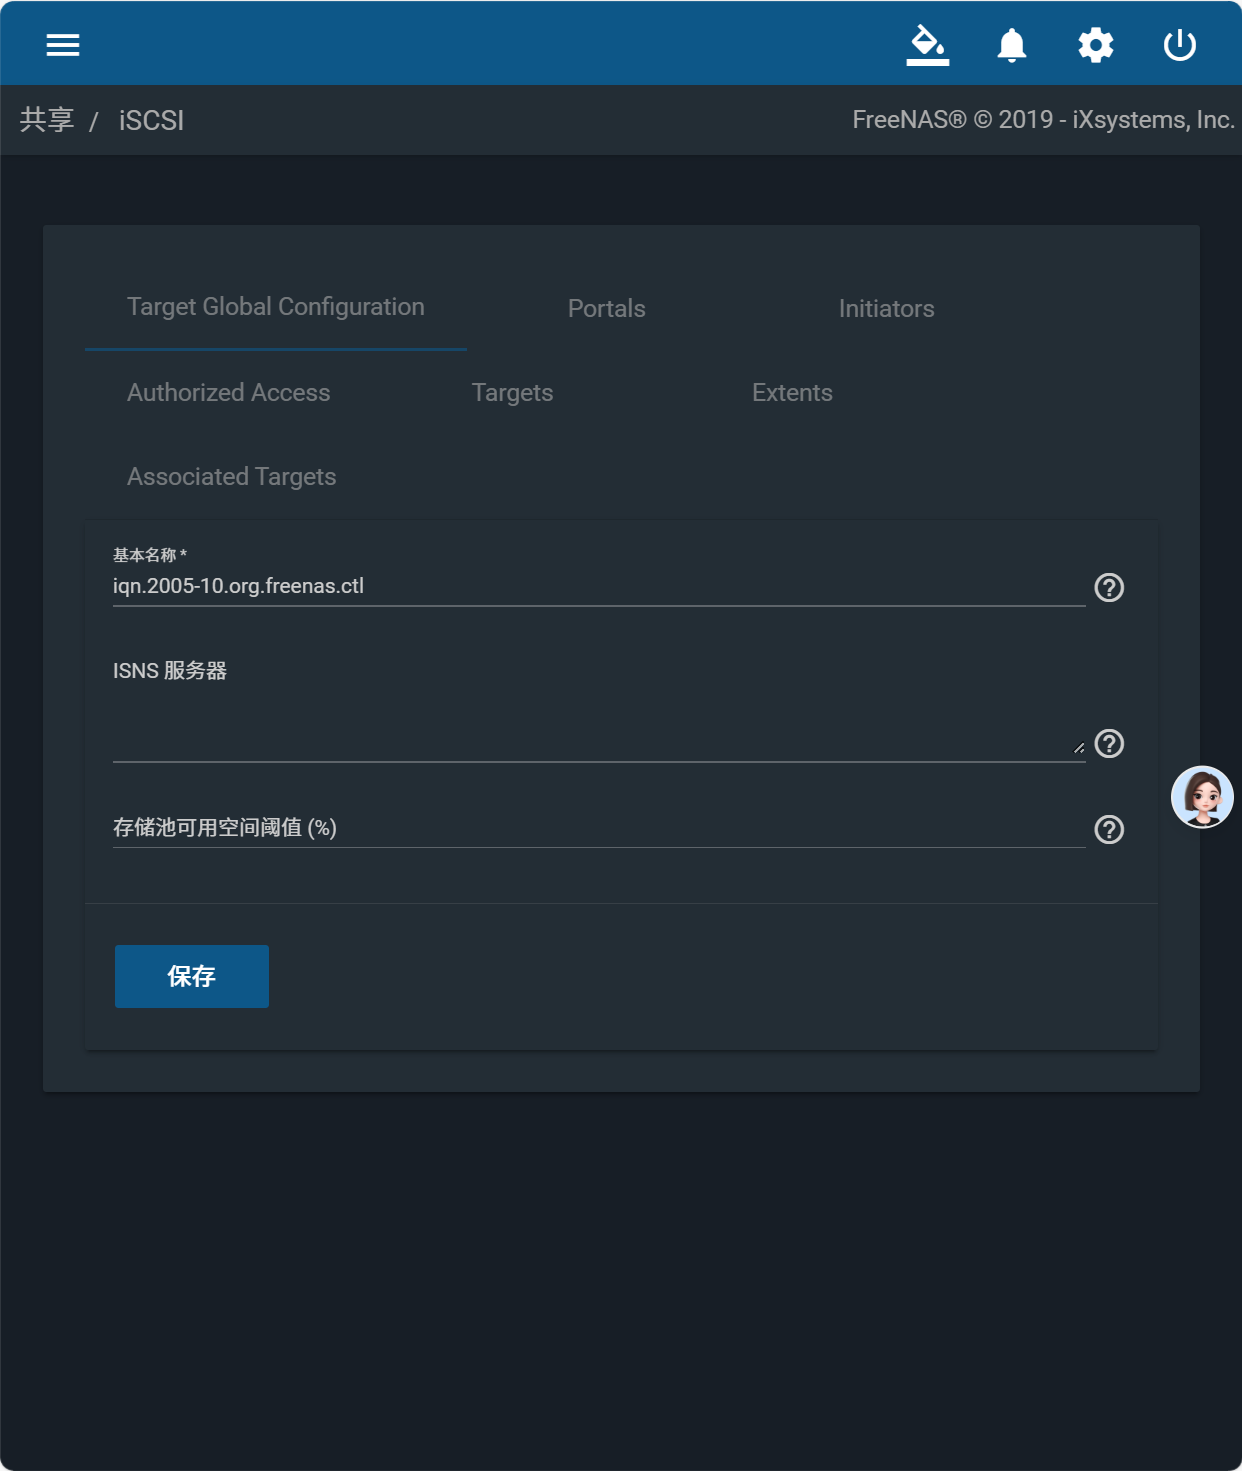 共享 / iSCSI
FreeNAS® © 2019 - iXsystems, Inc.
Target Global Configuration
Portals
Initiators
Authorized Access
Targets
Extents
Associated Targets
基本名称 *
iqn.2005-10.org.freenas.ctl
ISNS 服务器
存储池可用空间阈值 (%)
保存